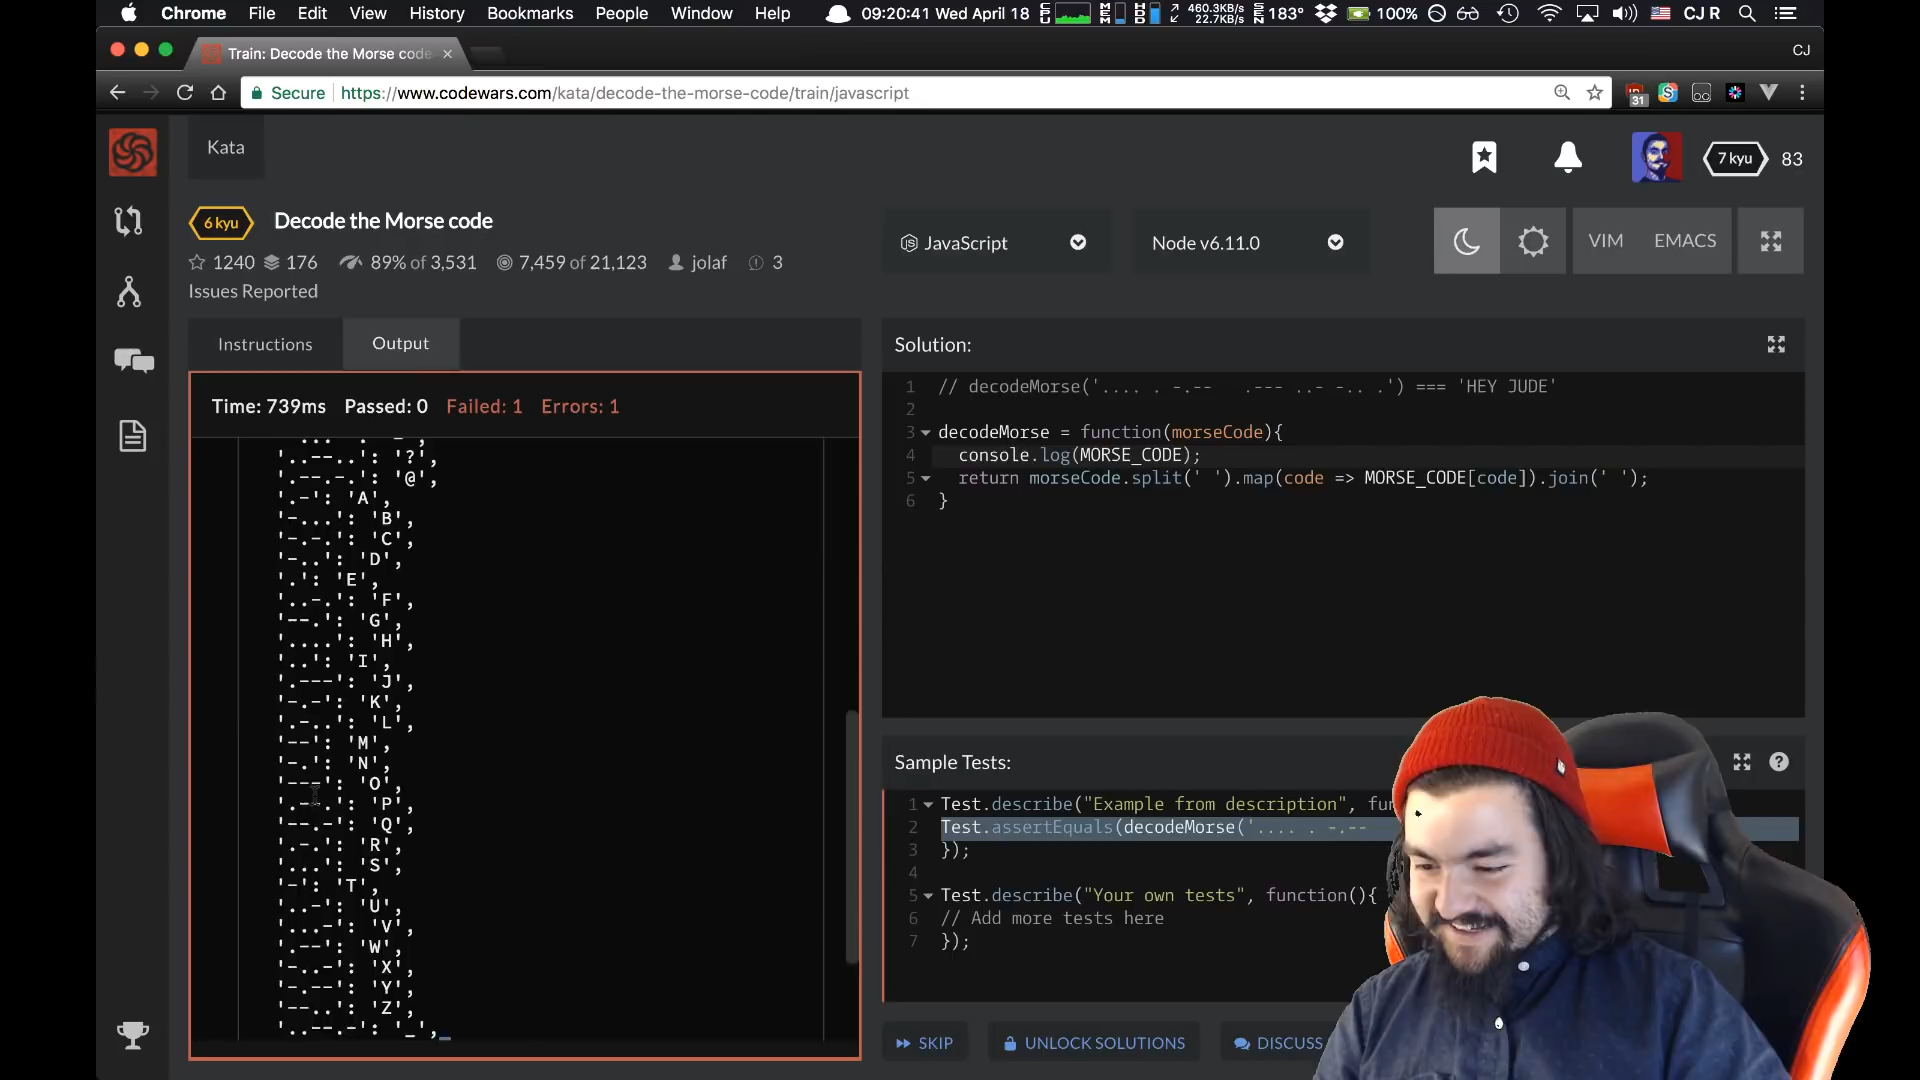 Chrome File Edit View History Bookmarks People Window Help 09:20:41 Wed April 18 460.3KB/s 22.7KB/s 183° 100% CJ R
Train: Decode the Morse code × CJ
Secure https://www.codewars.com/kata/decode-the-morse-code/train/javascript 31
Kata
7 kyu 83
6 kyu Decode the Morse code
JavaScript Node v6.11.0 VIM EMACS
1240 176 89% of 3,531 7,459 of 21,123 jolaf 3
Issues Reported
Instructions Output
Time: 739ms Passed: 0 Failed: 1 Errors: 1
'..--..': '?',
'.--.-.': '@',
'.-': 'A',
'-...': 'B',
'-.-.': 'C',
'-..': 'D',
'.': 'E',
'..-.': 'F',
'--.': 'G',
'....': 'H',
'..': 'I',
'.---': 'J',
'-.-': 'K',
'.-..': 'L',
'--': 'M',
'-.': 'N',
'---': 'O',
'.--.': 'P',
'--.-': 'Q',
'.-.': 'R',
'...': 'S',
'-': 'T',
'..-': 'U',
'...-': 'V',
'.--': 'W',
'-..-': 'X',
'-.--': 'Y',
'--..': 'Z',
'..--.-': '_',
Solution:
1 // decodeMorse('.... . -.--   .--- ..- -.. .') === 'HEY JUDE'
2
3 decodeMorse = function(morseCode){
4 console.log(MORSE_CODE);
5 return morseCode.split(' ').map(code => MORSE_CODE[code]).join(' ');
6 }
Sample Tests:
1 Test.describe("Example from description", fu
2 Test.assertEquals(decodeMorse('.... . -.--
3 });
4
5 Test.describe("Your own tests", function(){
6 // Add more tests here
7 });
SKIP UNLOCK SOLUTIONS DISCUSS